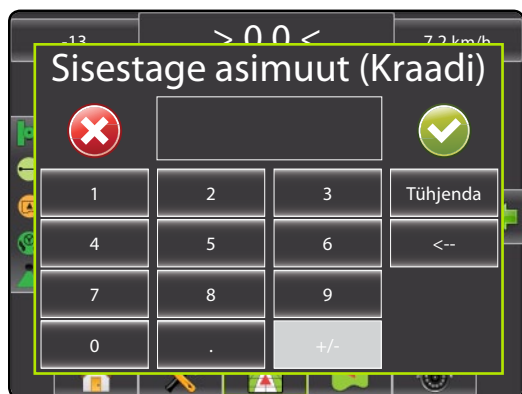 -13 > 0.0 < 7.2 km/h
Sisestage asimuut (Kraadi)
1 2 3 Tühjenda
4 5 6 <--
7 8 9
0 . +/-